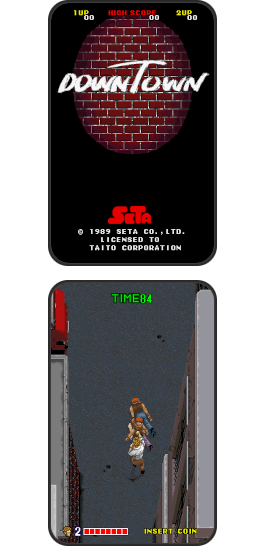 1UP HIGH SCORE 2UP
00 00 00
DOWNTOWN
SETA
© 1989 SETA CO.,LTD.
LICENSED TO
TAITO CORPORATION
TIME84
2 INSERT COIN